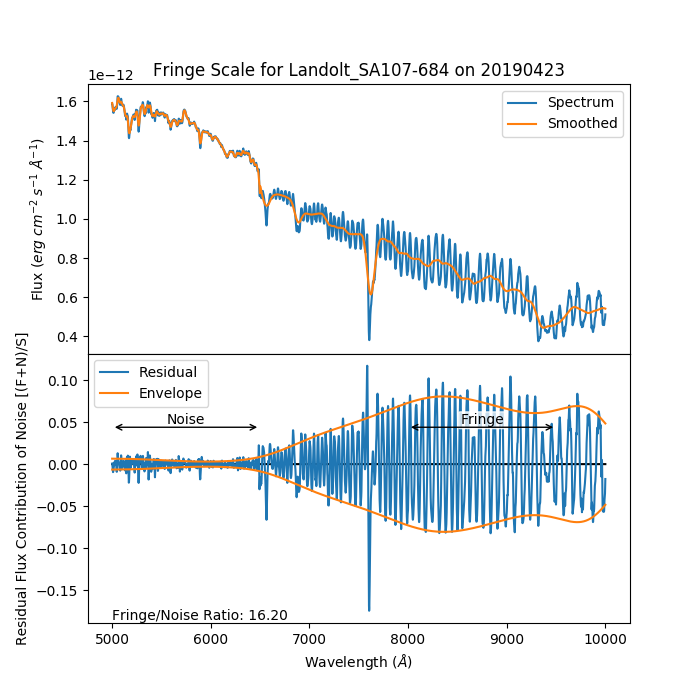 Fringe Scale for Landolt_SA107-684 on 20190423
1e−12
1.6
1.4
1.2
1.0
0.8
0.6
0.4
Flux (erg cm⁻² s⁻¹ Å⁻¹)
Spectrum
Smoothed
Residual
Envelope
0.10
0.05
0.00
−0.05
−0.10
−0.15
Residual Flux Contribution of Noise [(F+N)/S]
Noise
Fringe
Fringe/Noise Ratio: 16.20
5000 6000 7000 8000 9000 10000
Wavelength (Å)